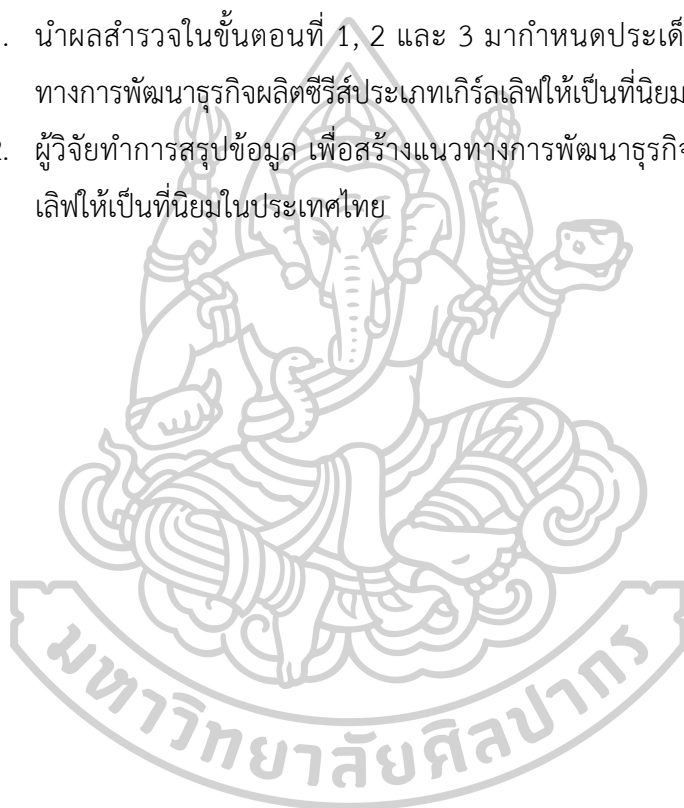 . นำผลสำรวจในขั้นตอนที่ 1, 2 และ 3 มากำหนดประเด็
ทางการพัฒนาธุรกิจผลิตซีรีส์ประเภทเกิร์ลเลิฟให้เป็นที่นิยม
2. ผู้วิจัยทำการสรุปข้อมูล เพื่อสร้างแนวทางการพัฒนาธุรกิจ
เลิฟให้เป็นที่นิยมในประเทศไทย
มหาวิทยาลัยศิลปากร